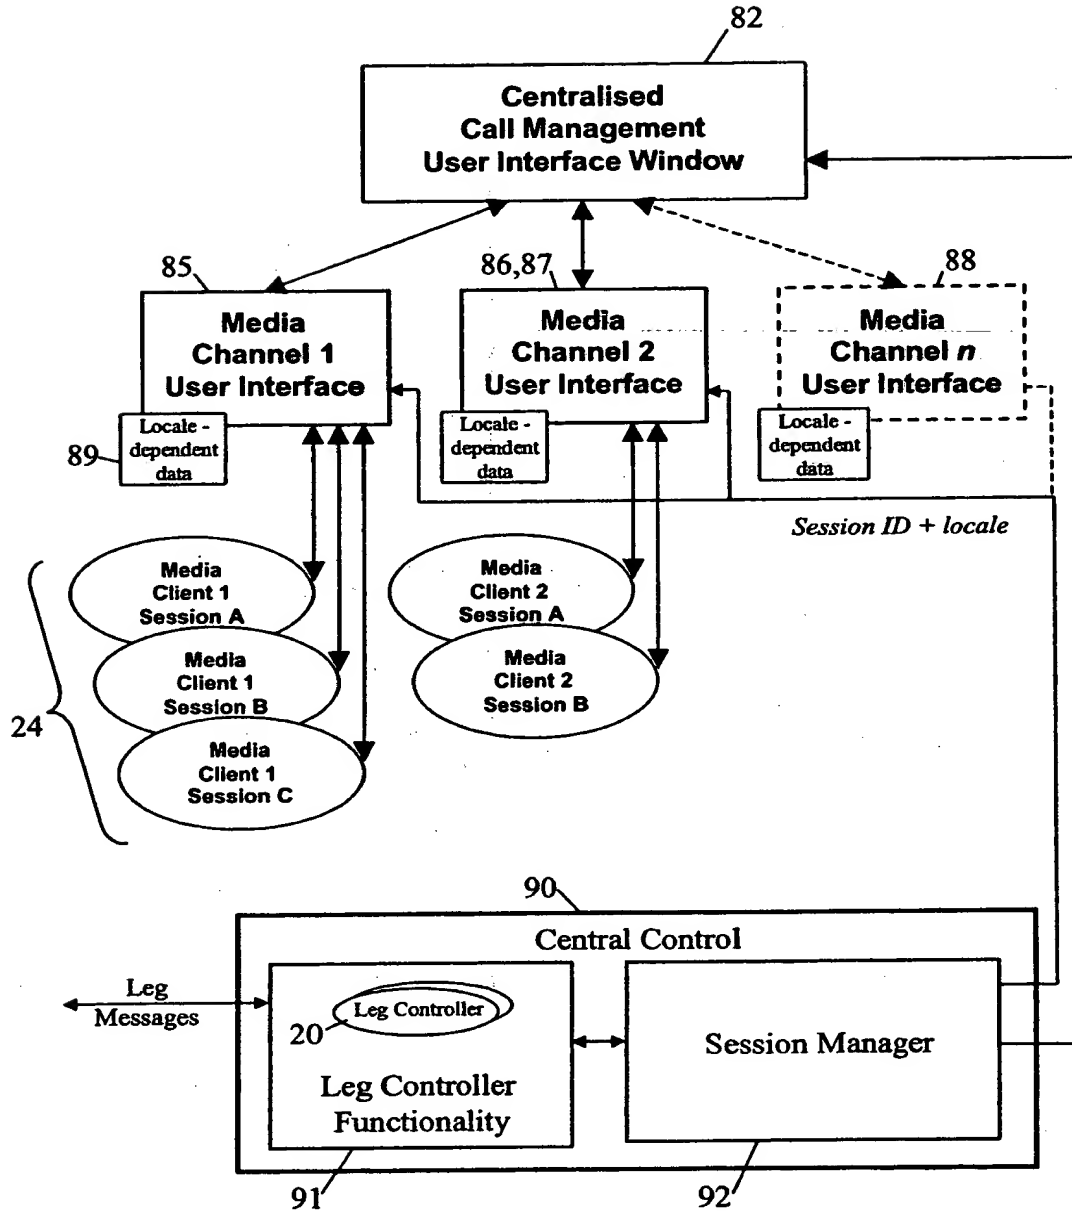 82
Centralised
Call Management
User Interface Window
85
86,87
88
Media
Channel 1
User Interface
Media
Channel 2
User Interface
Media
Channel n
User Interface
89
Locale -
dependent
data
Locale -
dependent
data
Locale -
dependent
data
Session ID + locale
24
Media
Client 1
Session A
Media
Client 1
Session B
Media
Client 1
Session C
Media
Client 2
Session A
Media
Client 2
Session B
90
Central Control
Leg
Messages
20
Leg Controller
Leg Controller
Functionality
Session Manager
91
92